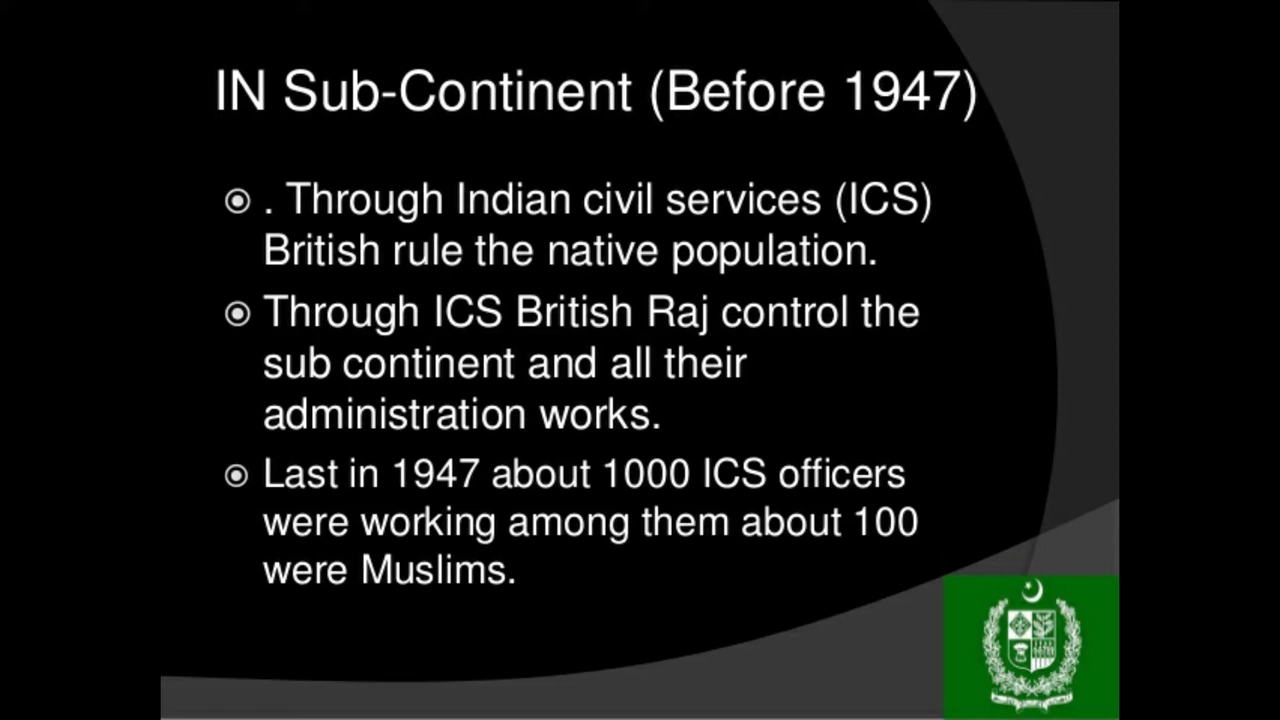 IN Sub-Continent (Before 1947)
. Through Indian civil services (ICS)
British rule the native population.
Through ICS British Raj control the
sub continent and all their
administration works.
Last in 1947 about 1000 ICS officers
were working among them about 100
were Muslims.